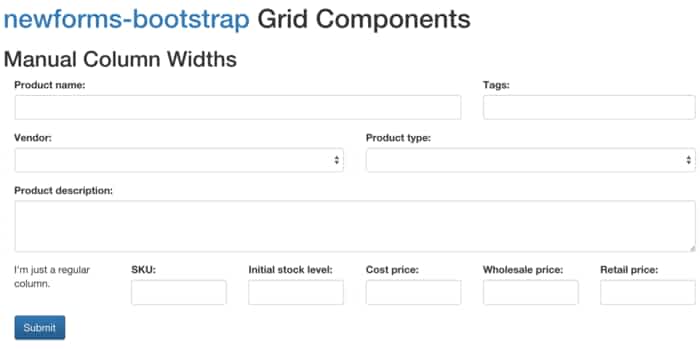 newforms-bootstrap Grid Components
Manual Column Widths
Product name: Tags:
Vendor: Product type:
Product description:
I'm just a regular
column.
SKU: Initial stock level: Cost price: Wholesale price: Retail price:
Submit